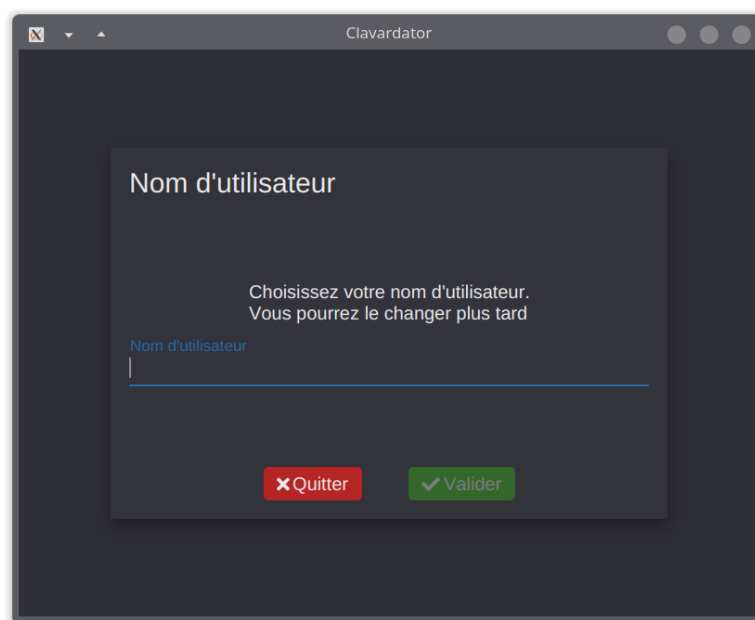 Clavardator
Nom d'utilisateur
Choisissez votre nom d'utilisateur.
Vous pourrez le changer plus tard
Nom d'utilisateur
Quitter
Valider